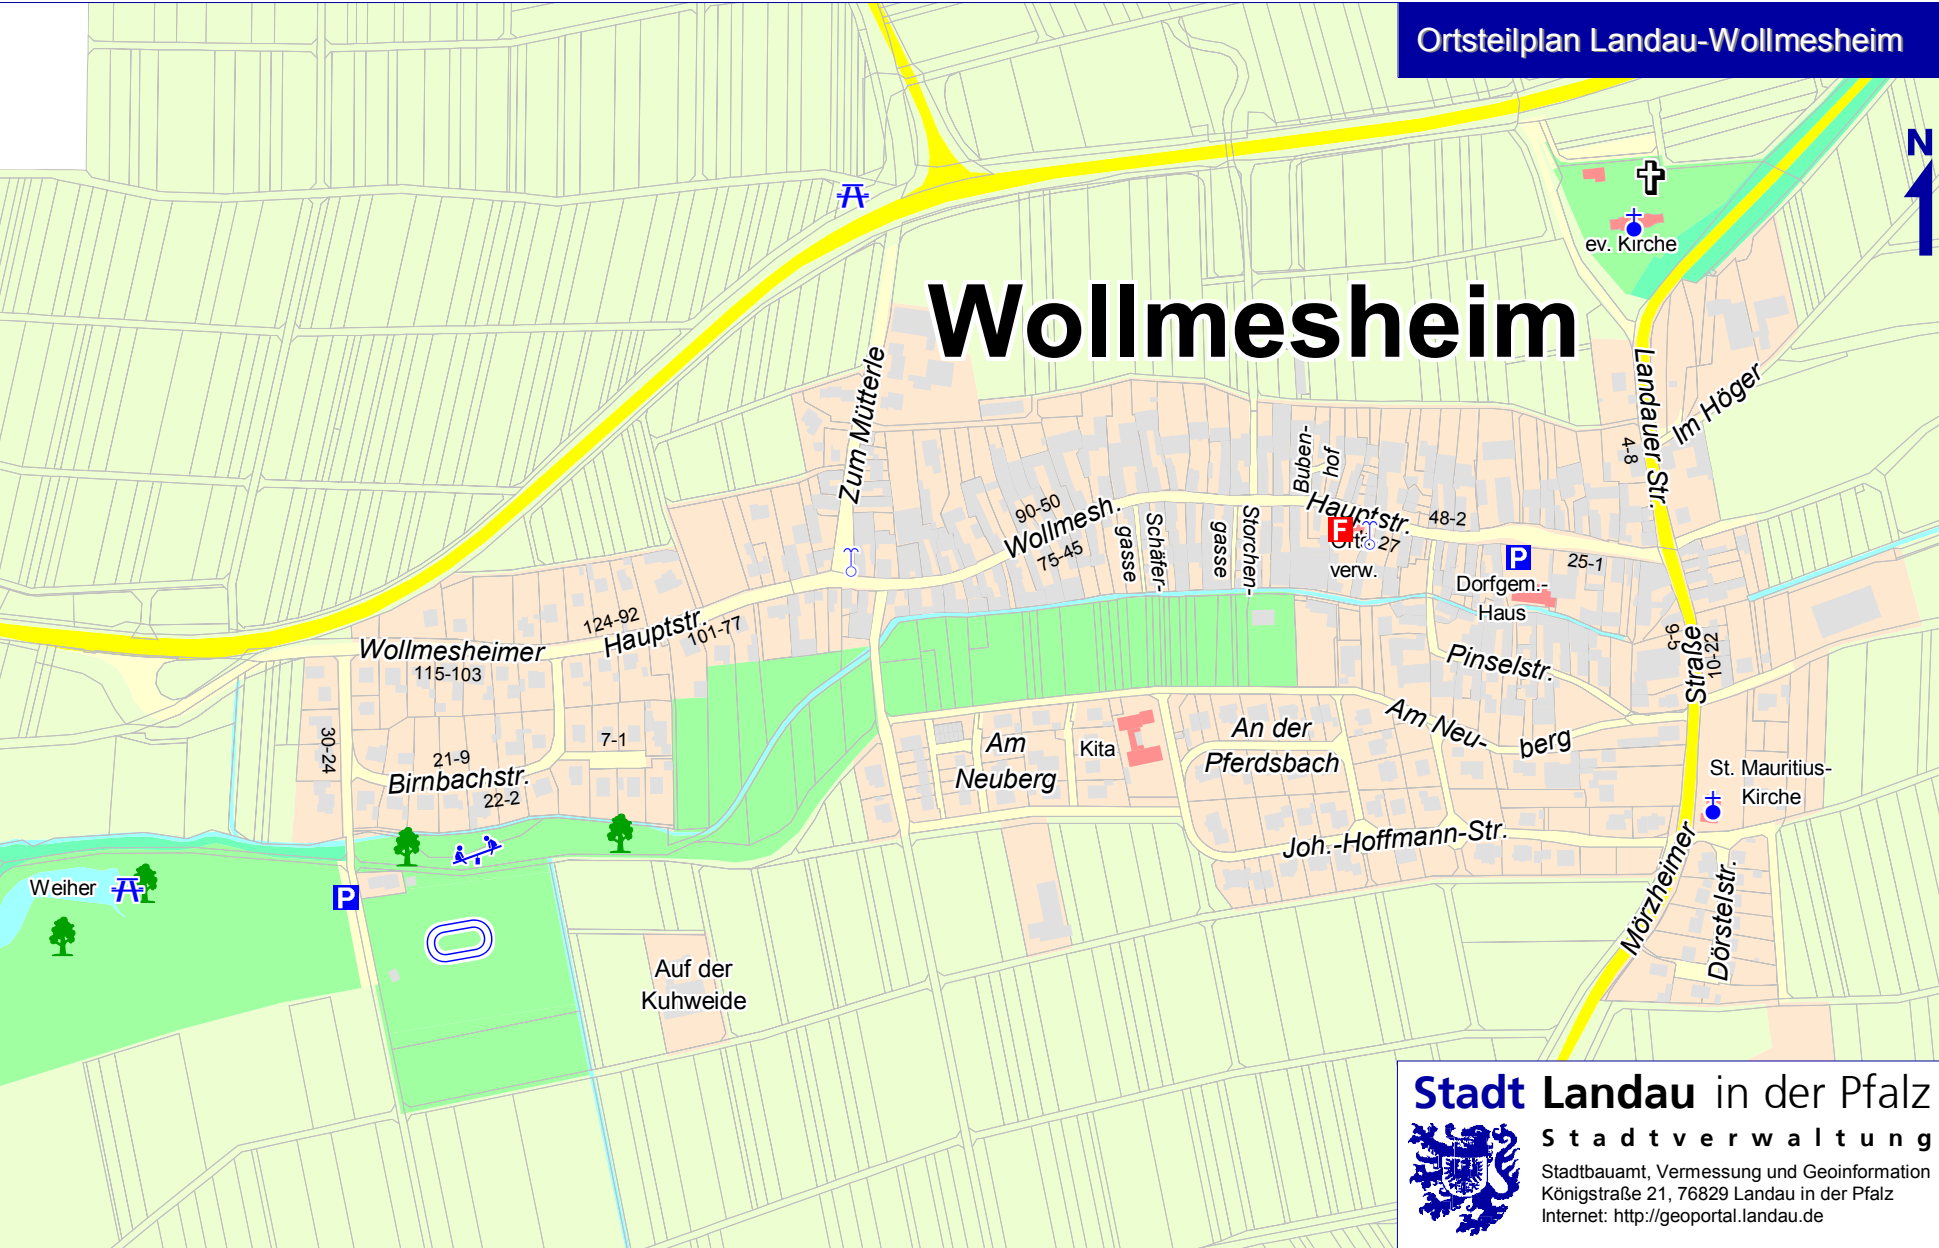 Ortsteilplan Landau-Wollmesheim
N
ev. Kirche
Wollmesheim
Zum Mütterle
Landauer Str.
Im Höger
4-8
Buben-
hof
90-50
Wollmesh.
75-45
Hauptstr.
48-2
F
27
verw.
P
25-1
Dorfgem.-
Haus
Schäfer-
gasse
Storchen-
gasse
124-92
Hauptstr.
101-77
Wollmesheimer
115-103
Pinselstr.
9-5
Straße
10-22
30-24
21-9
Birnbachstr.
22-2
7-1
Am
Neuberg
Kita
An der
Pferdsbach
Am Neu-
berg
St. Mauritius-
Kirche
Joh.-Hoffmann-Str.
Mörzheimer
Dörstelstr.
Weiher
P
Auf der
Kuhweide
Stadt Landau in der Pfalz
Stadtverwaltung
Stadtbauamt, Vermessung und Geoinformation
Königstraße 21, 76829 Landau in der Pfalz
Internet: http://geoportal.landau.de